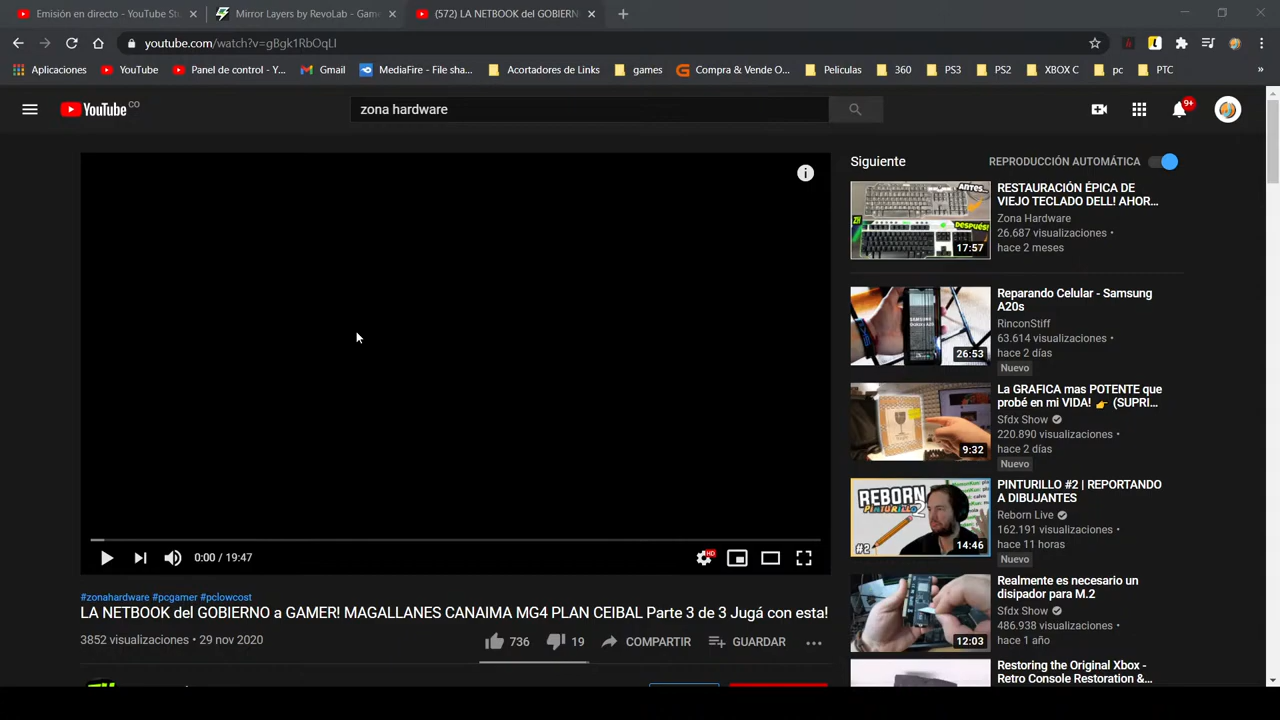 Emisión en directo - YouTube St
Mirror Layers by RevoLab - Game
(572) LA NETBOOK del GOBIERN
youtube.com/watch?v=gBgk1RbOqLI
Aplicaciones
YouTube
Panel de control - Y...
Gmail
MediaFire - File sha...
Acortadores de Links
games
Compra & Vende O...
Peliculas
360
PS3
PS2
XBOX C
pc
PTC
»
YouTube CO
zona hardware
9+
Siguiente
REPRODUCCIÓN AUTOMÁTICA
ANTES...
ZH
DESPUÉS!
17:57
RESTAURACIÓN ÉPICA DE
VIEJO TECLADO DELL! AHOR...
Zona Hardware
26.687 visualizaciones •
hace 2 meses
SAMSUNG
26:53
Reparando Celular - Samsung
A20s
RinconStiff
63.614 visualizaciones •
hace 2 días
Nuevo
9:32
La GRAFICA mas POTENTE que
probé en mi VIDA! 👉 (SUPRI...
Sfdx Show
220.890 visualizaciones •
hace 2 días
Nuevo
REBORN
PINTURILLO
2
#2
14:46
PINTURILLO #2 | REPORTANDO
A DIBUJANTES
Reborn Live
162.191 visualizaciones •
hace 11 horas
Nuevo
12:03
Realmente es necesario un
disipador para M.2
Sfdx Show
486.938 visualizaciones •
hace 1 año
Restoring the Original Xbox -
Retro Console Restoration &...
0:00 / 19:47
HD
#zonahardware #pcgamer #pclowcost
LA NETBOOK del GOBIERNO a GAMER! MAGALLANES CANAIMA MG4 PLAN CEIBAL Parte 3 de 3 Jugá con esta!
3852 visualizaciones • 29 nov 2020
736
19
COMPARTIR
GUARDAR